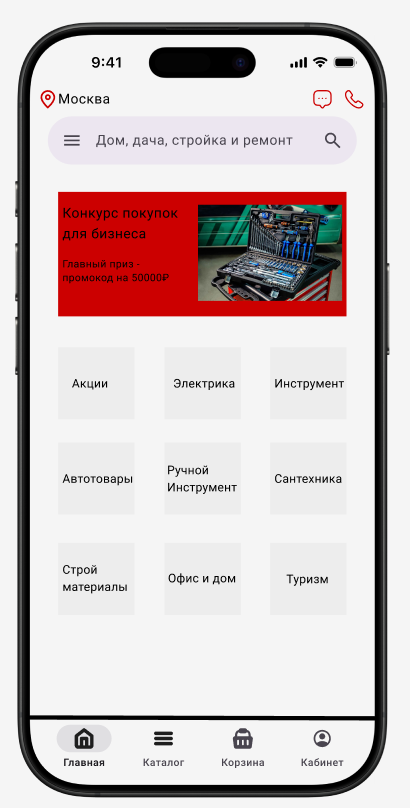 9:41
Москва
Дом, дача, стройка и ремонт
Конкурс покупок
для бизнеса
Главный приз -
промокод на 50000₽
Акции
Электрика
Инструмент
Автотовары
Ручной
Инструмент
Сантехника
Строй
материалы
Офис и дом
Туризм
Главная
Каталог
Корзина
Кабинет